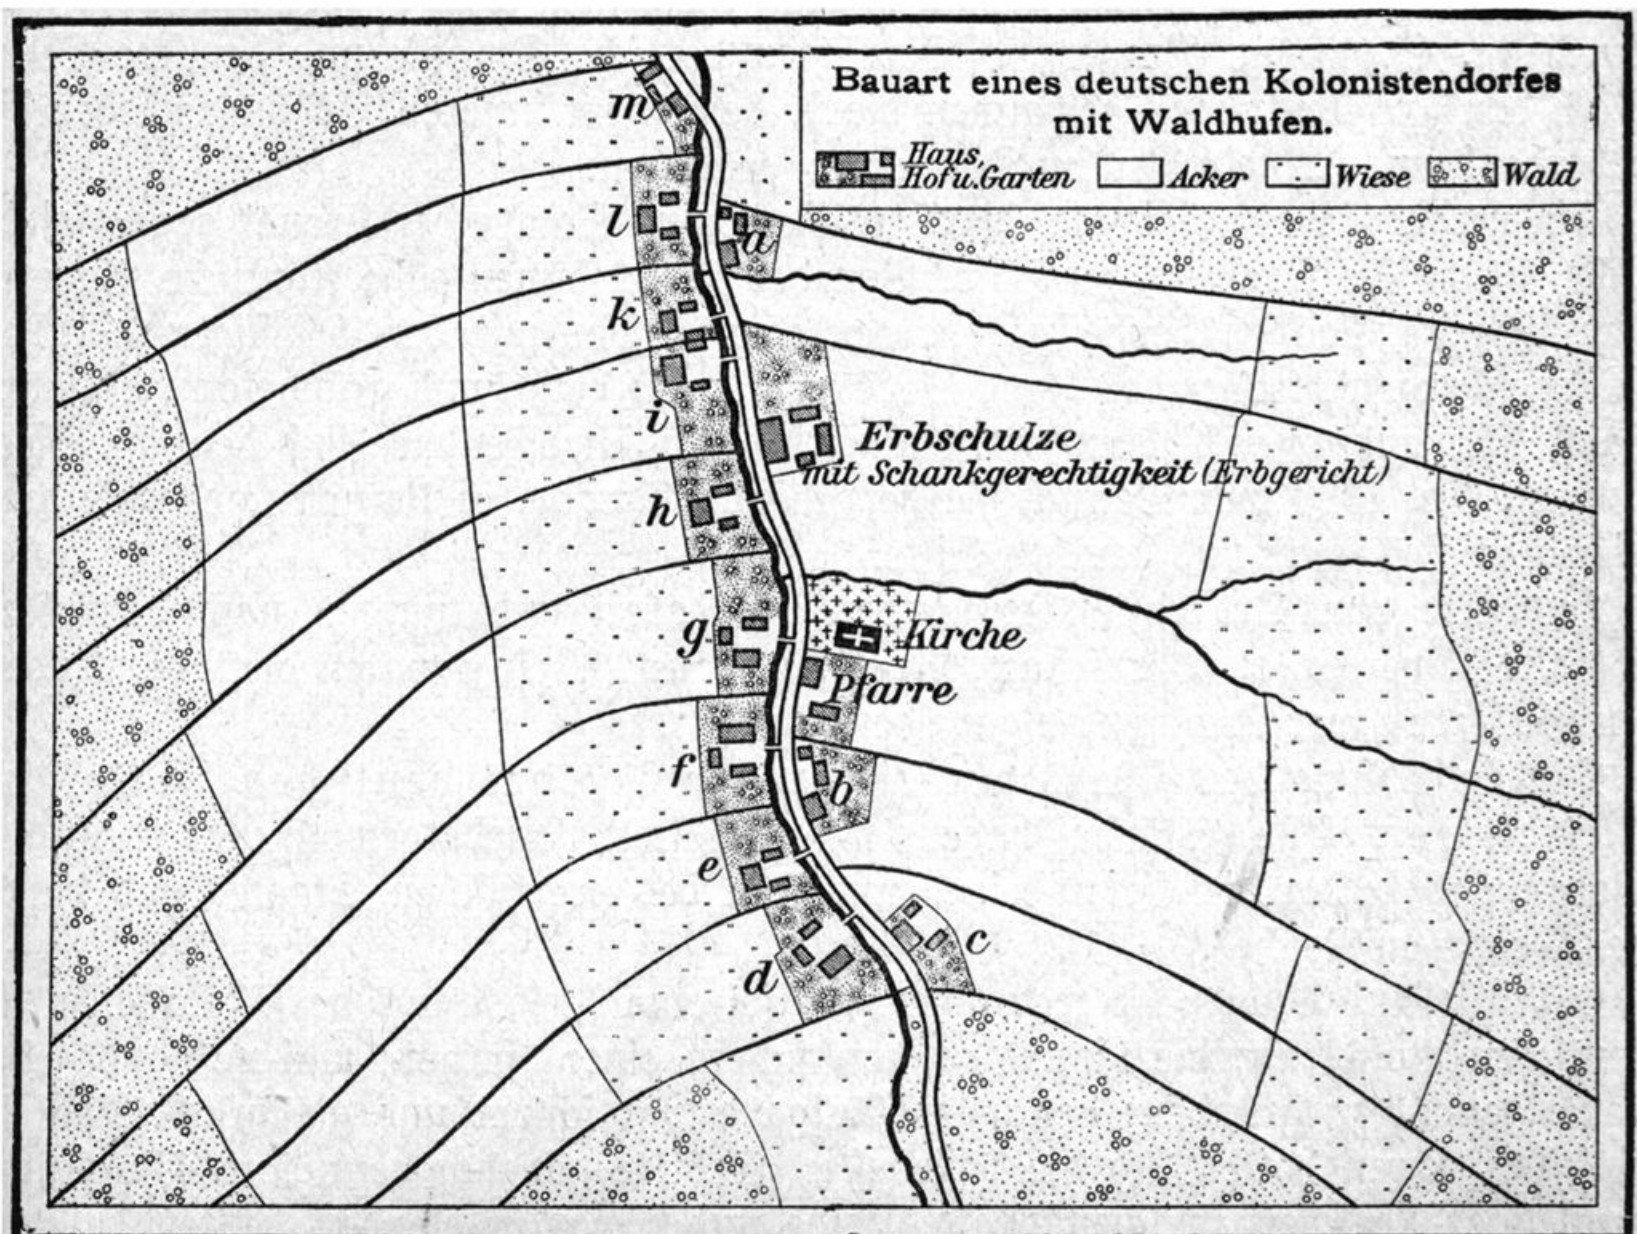 Bauart eines deutschen Kolonistendorfes
mit Waldhufen.
Haus,
Hof u. Garten
Acker
Wiese
Wald
m
l
a
k
i
Erbschulze
mit Schankgerechtigkeit (Erbgericht)
h
g
Kirche
Pfarre
f
b
e
c
d